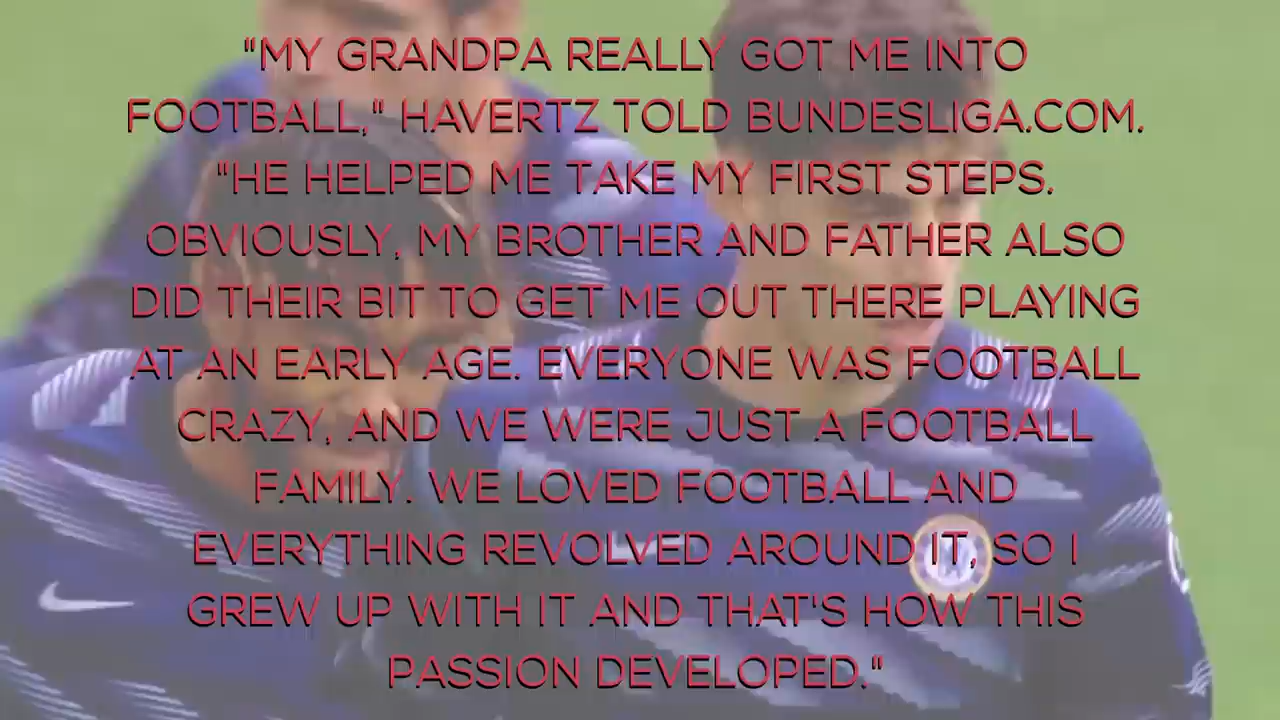 "MY GRANDPA REALLY GOT ME INTO
FOOTBALL," HAVERTZ TOLD BUNDESLIGA.COM.
"HE HELPED ME TAKE MY FIRST STEPS.
OBVIOUSLY, MY BROTHER AND FATHER ALSO
DID THEIR BIT TO GET ME OUT THERE PLAYING
AT AN EARLY AGE. EVERYONE WAS FOOTBALL
CRAZY, AND WE WERE JUST A FOOTBALL
FAMILY. WE LOVED FOOTBALL AND
EVERYTHING REVOLVED AROUND IT, SO I
GREW UP WITH IT AND THAT'S HOW THIS
PASSION DEVELOPED."